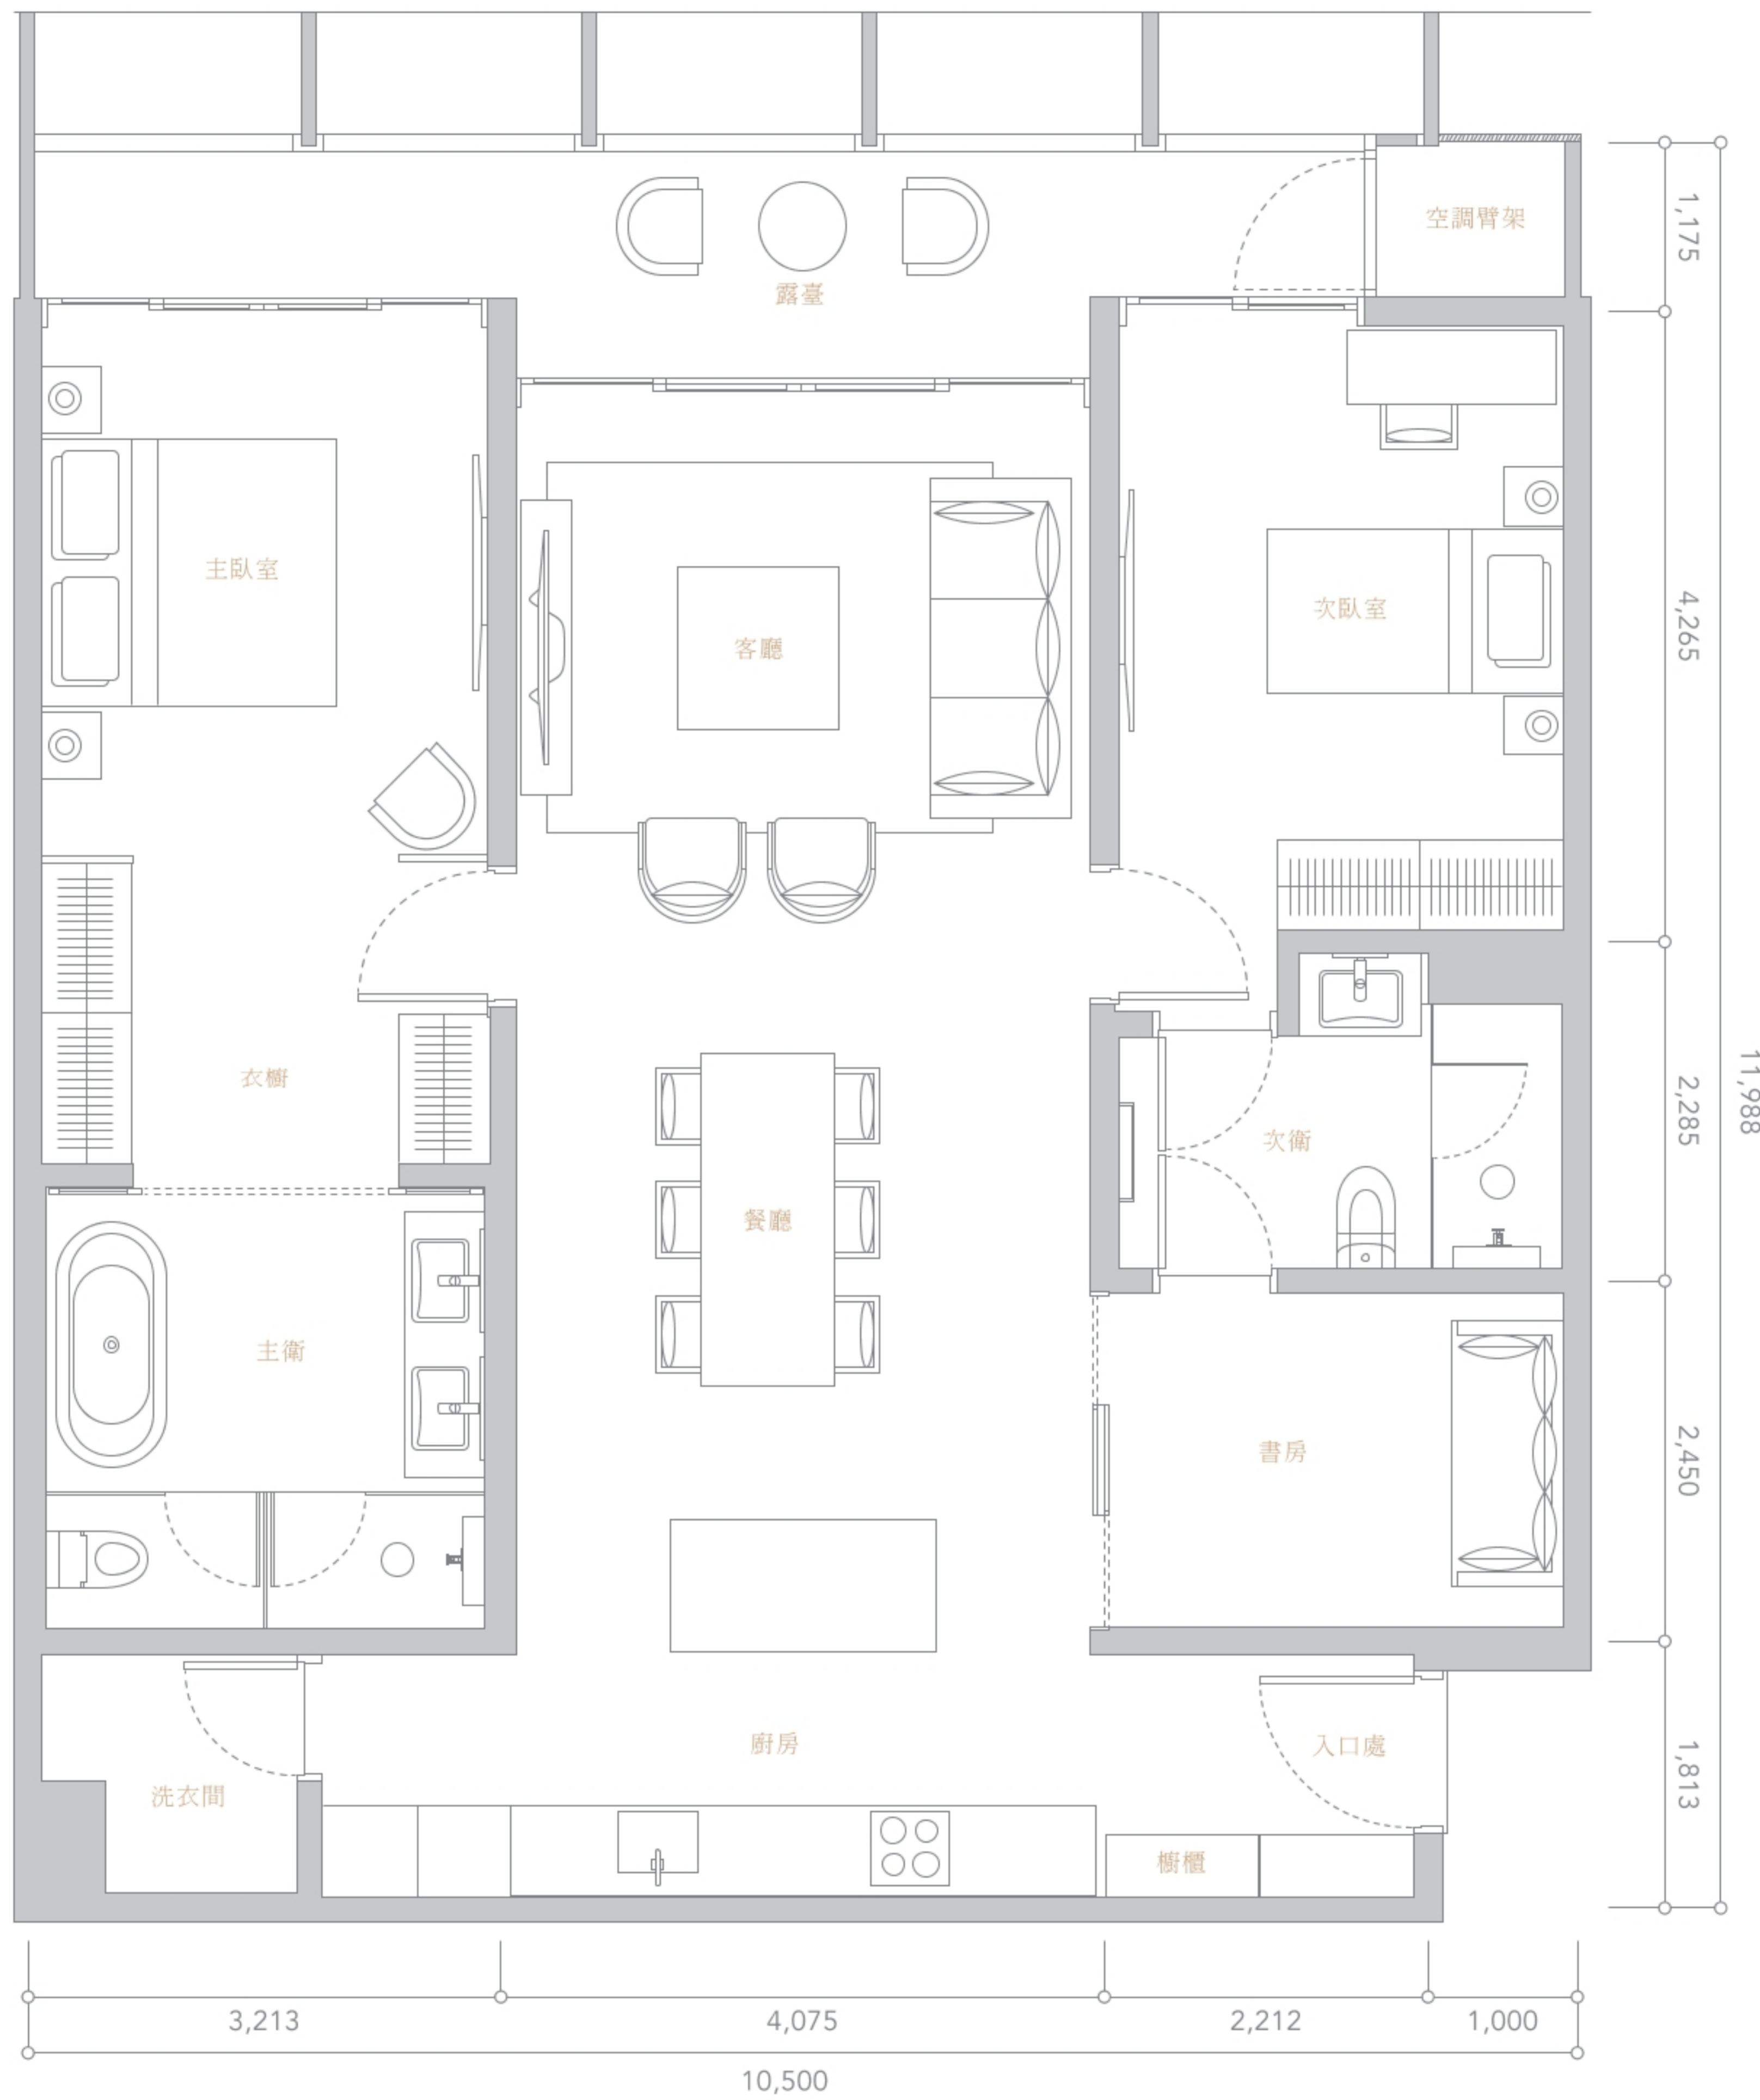 空調臂架
1,175
露臺
主臥室
次臥室
客廳
4,265
衣櫥
次衛
2,285
11,988
餐廳
主衛
書房
2,450
廚房
入口處
1,813
洗衣間
櫥櫃
3,213
4,075
2,212
1,000
10,500